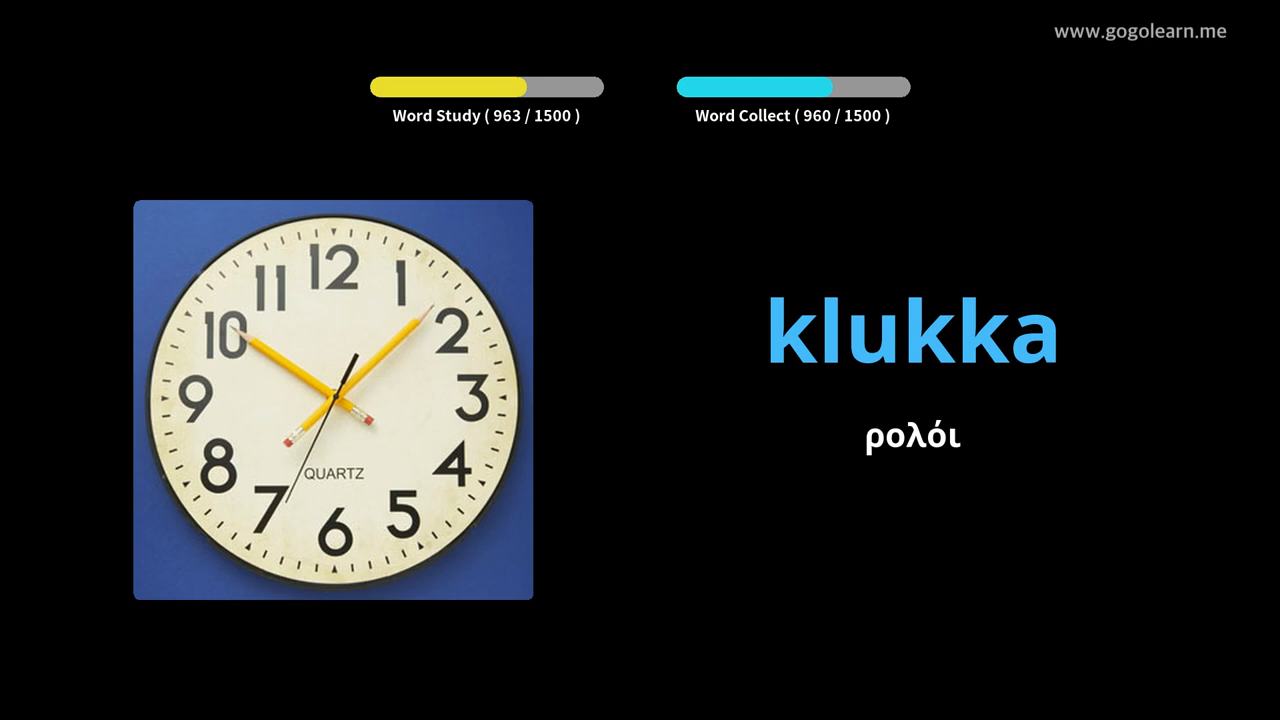 www.gogolearn.me
Word Study ( 963 / 1500 )
Word Collect ( 960 / 1500 )
12
11
1
10
2
9
3
8
4
QUARTZ
7
5
6
klukka
ρολόι